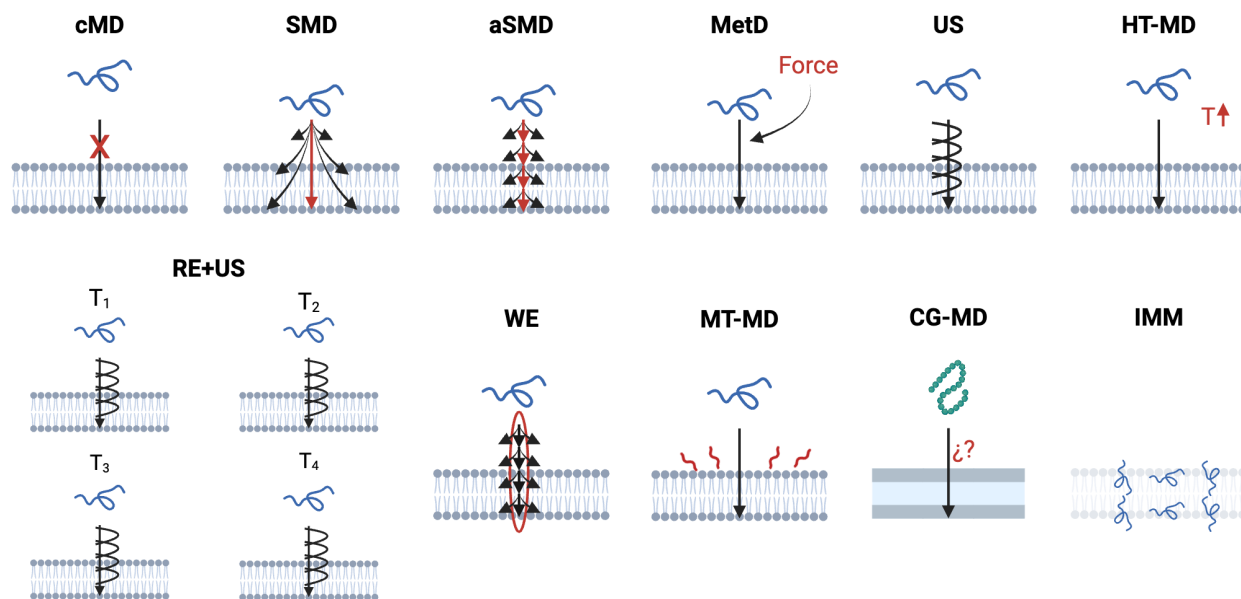 cMD
SMD
aSMD
MetD
US
HT-MD
X
Force
T
RE+US
T₁
T₂
WE
MT-MD
CG-MD
IMM
¿?
T₃
T₄